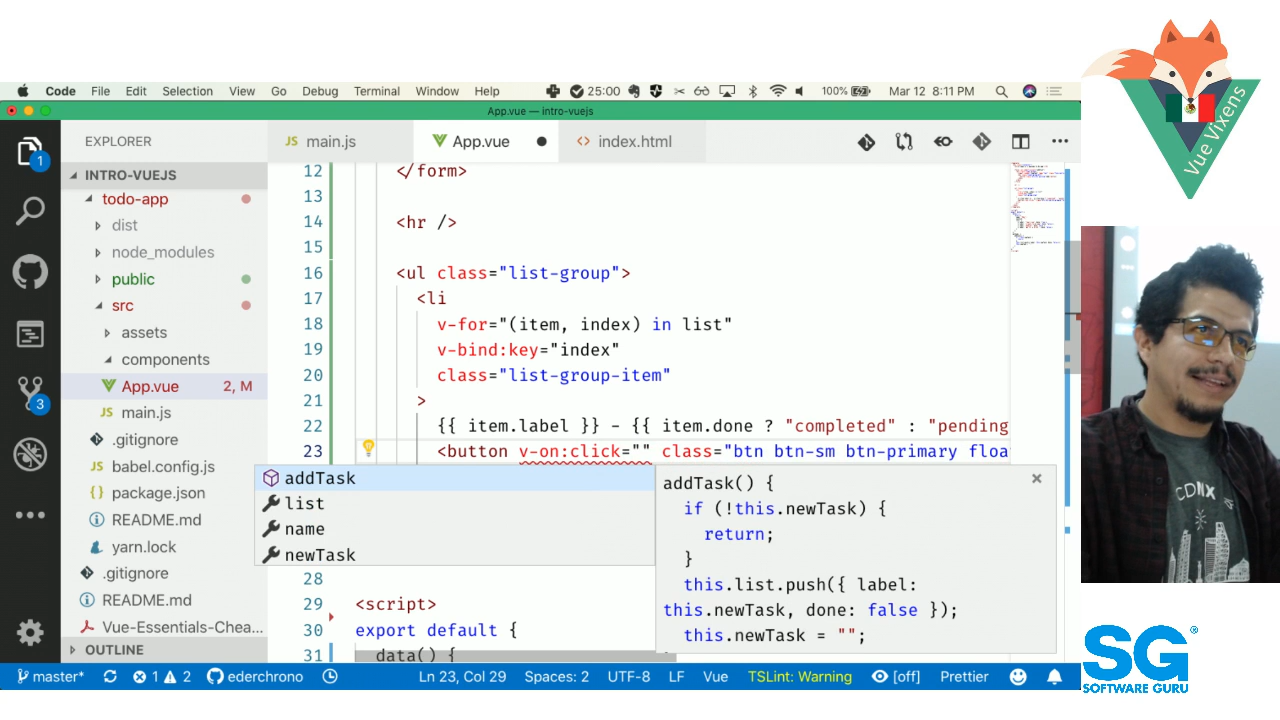 Code File Edit Selection View Go Debug Terminal Window Help 25:00 100% Mar 12 8:11 PM
App.vue — intro-vuejs
EXPLORER
JS main.js
App.vue
<> index.html
INTRO-VUEJS
todo-app
dist
node_modules
public
src
assets
components
App.vue 2, M
JS main.js
.gitignore
JS babel.config.js
{} package.json
README.md
yarn.lock
.gitignore
README.md
Vue-Essentials-Chea...
OUTLINE
1
3
12 </form>
13
14 <hr />
15
16 <ul class="list-group">
17 <li
18 v-for="(item, index) in list"
19 v-bind:key="index"
20 class="list-group-item"
21 >
22 {{ item.label }} - {{ item.done ? "completed" : "pending
23 <button v-on:click="" class="btn btn-sm btn-primary floa
addTask
list
name
newTask
addTask() {
if (!this.newTask) {
return;
}
this.list.push({ label:
this.newTask, done: false });
this.newTask = "";
28
29 <script>
30 export default {
31 data() {
master* 1 2 ederchrono Ln 23, Col 29 Spaces: 2 UTF-8 LF Vue TSLint: Warning [off] Prettier
Vue Vixens
CDMX
SG®
SOFTWARE GURU